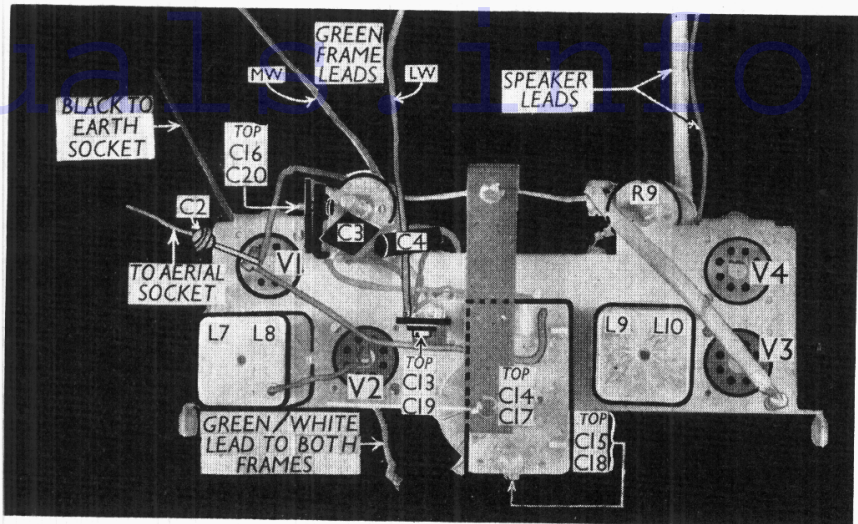 uals.info
GREEN
FRAME
LEADS
MW
LW
SPEAKER
LEADS
BLACK TO
EARTH
SOCKET
TOP
C16
C20
C2
TO AERIAL
SOCKET
V1
C3
C4
R9
V4
L7 L8
V2
TOP
C13
C19
TOP
C14
C17
L9 L10
V3
TOP
C15
C18
GREEN/WHITE
LEAD TO BOTH
FRAMES